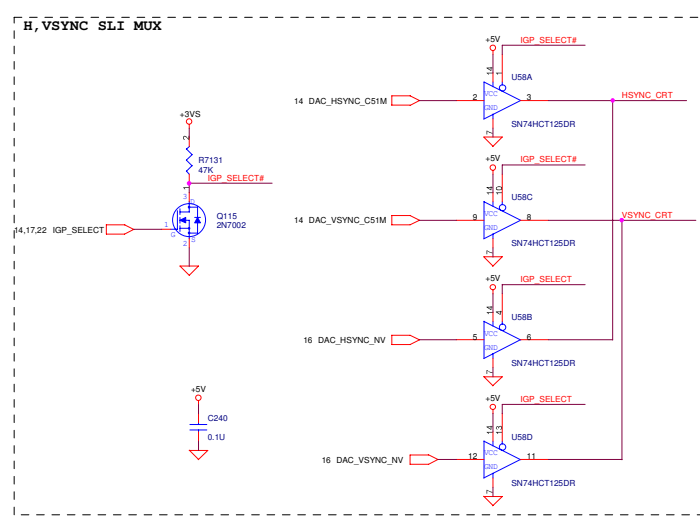 H,VSYNC SLI MUX
+5V
IGP_SELECT#
14
1
U58A
14 DAC_HSYNC_C51M
2
VCC
GND
3
HSYNC_CRT
7
SN74HCT125DR
+3VS
2
R7131
47K
1
IGP_SELECT#
3
D
Q115
2N7002
14,17,22 IGP_SELECT
1
G
2
S
+5V
IGP_SELECT#
14
10
U58C
14 DAC_VSYNC_C51M
9
VCC
GND
8
VSYNC_CRT
7
SN74HCT125DR
+5V
IGP_SELECT
14
4
U58B
16 DAC_HSYNC_NV
5
VCC
GND
6
7
SN74HCT125DR
+5V
C240
0.1U
+5V
IGP_SELECT
14
13
U58D
16 DAC_VSYNC_NV
12
VCC
GND
11
7
SN74HCT125DR